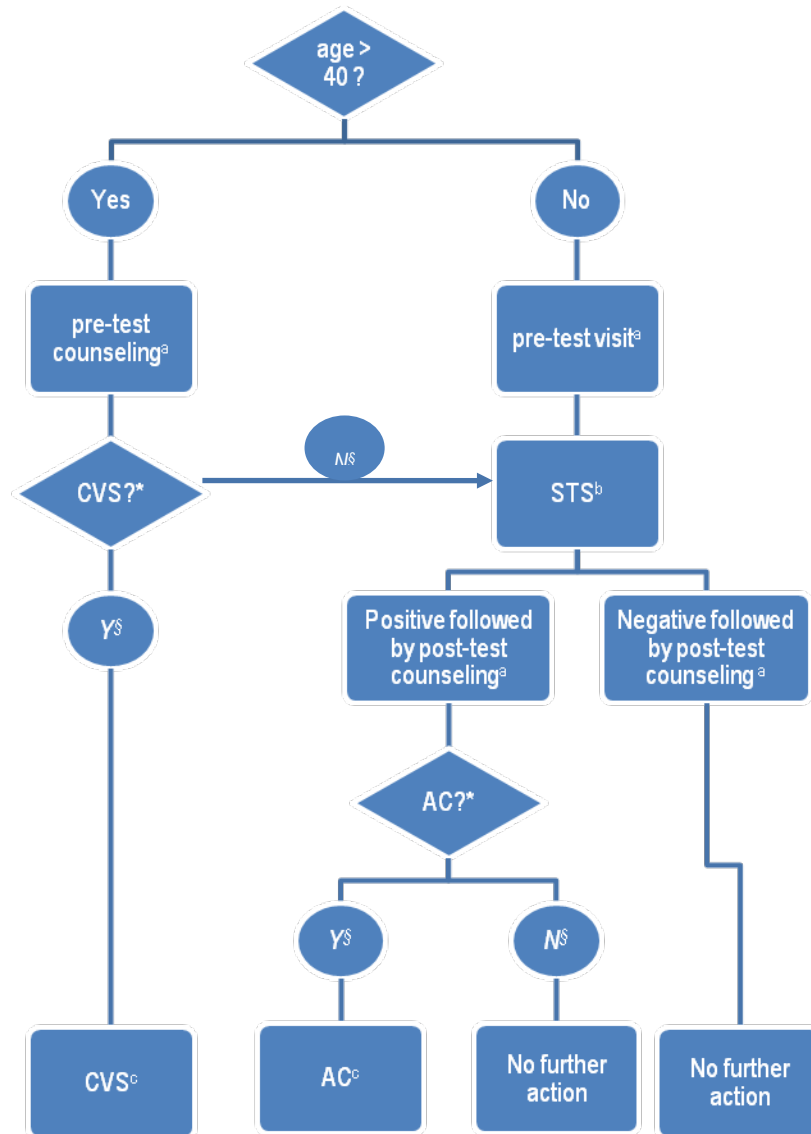 age >
40 ?
Yes
No
pre-test
counselingᵃ
pre-test visitᵃ
CVS?*
N§
STSᵇ
Y§
Positive followed
by post-test
counselingᵃ
Negative followed
by post-test
counseling ᵃ
AC?*
Y§
N§
CVSᶜ
ACᶜ
No further
action
No further
action